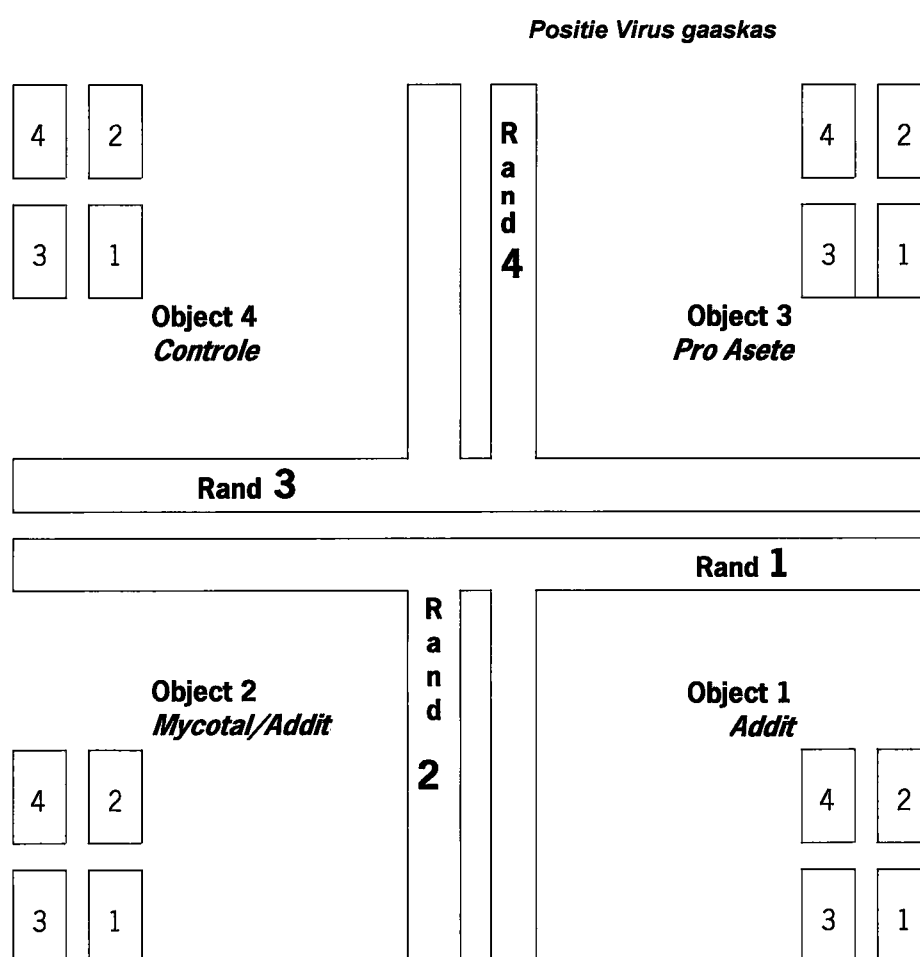 Positie Virus gaaskas
4 2
3 1
Object 4
Controle
Rand 4
4 2
3 1
Object 3
Pro Asete
Rand 3
Rand 1
Object 2
Mycotal/Addit
4 2
3 1
Rand 2
Object 1
Addit
4 2
3 1